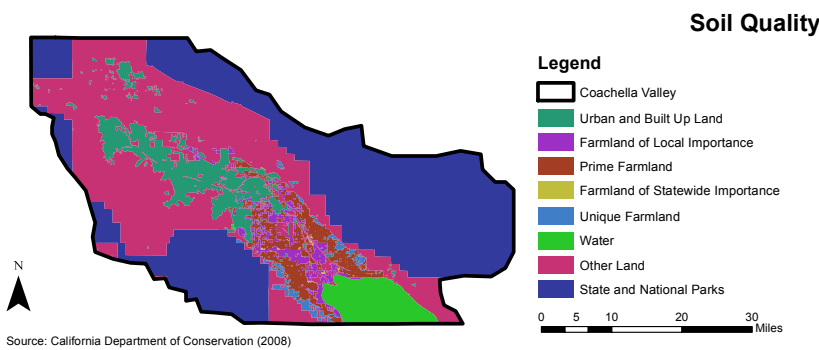 Soil Quality
Legend
Coachella Valley
Urban and Built Up Land
Farmland of Local Importance
Prime Farmland
Farmland of Statewide Importance
Unique Farmland
Water
Other Land
State and National Parks
N
0 5 10 20 30
Miles
Source: California Department of Conservation (2008)